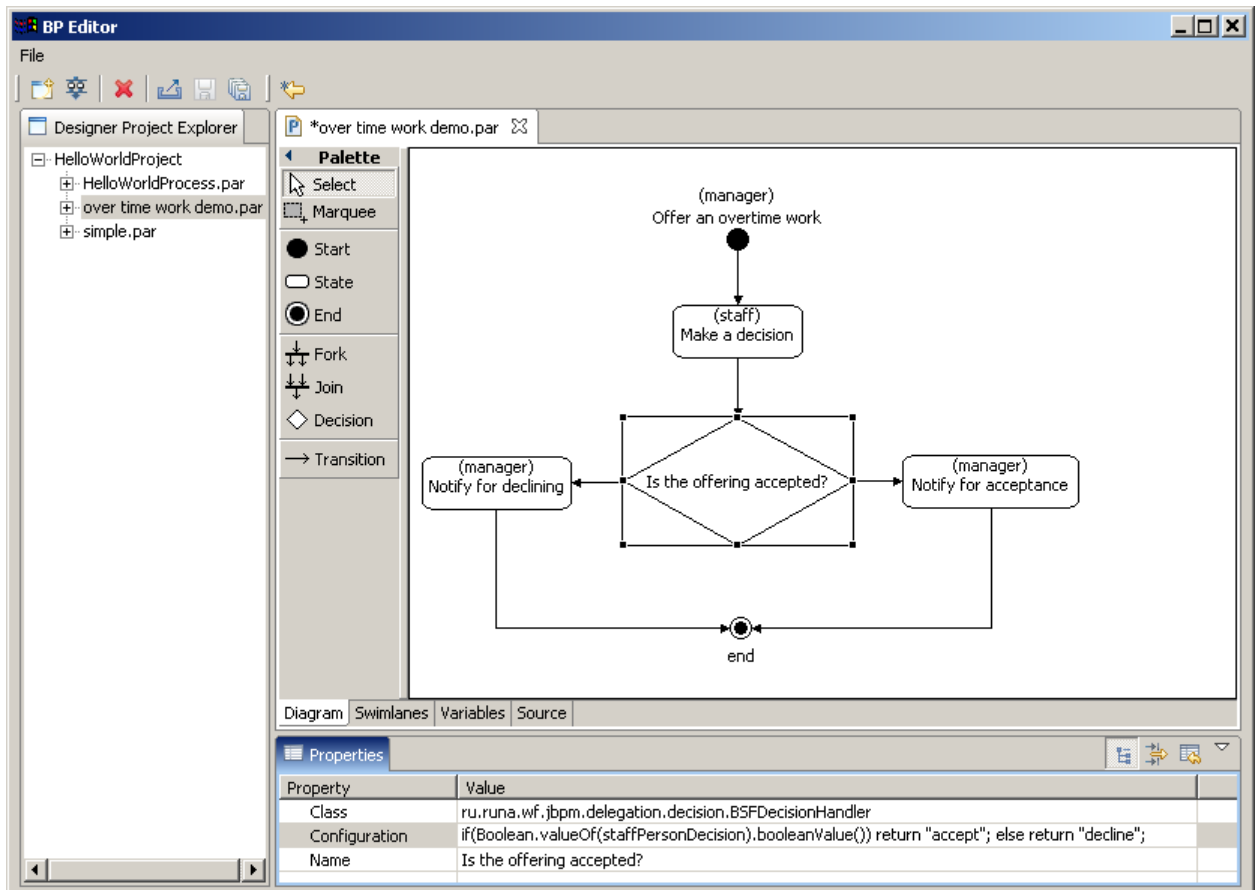 BP Editor
File
Designer Project Explorer
HelloWorldProject
HelloWorldProcess.par
over time work demo.par
simple.par
*over time work demo.par
Palette
Select
Marquee
Start
State
End
Fork
Join
Decision
Transition
(manager)
Offer an overtime work
(staff)
Make a decision
(manager)
Notify for declining
Is the offering accepted?
(manager)
Notify for acceptance
end
Diagram Swimlanes Variables Source
Properties
Property Value
Class ru.runa.wf.jbpm.delegation.decision.BSFDecisionHandler
Configuration if(Boolean.valueOf(staffPersonDecision).booleanValue()) return "accept"; else return "decline";
Name Is the offering accepted?